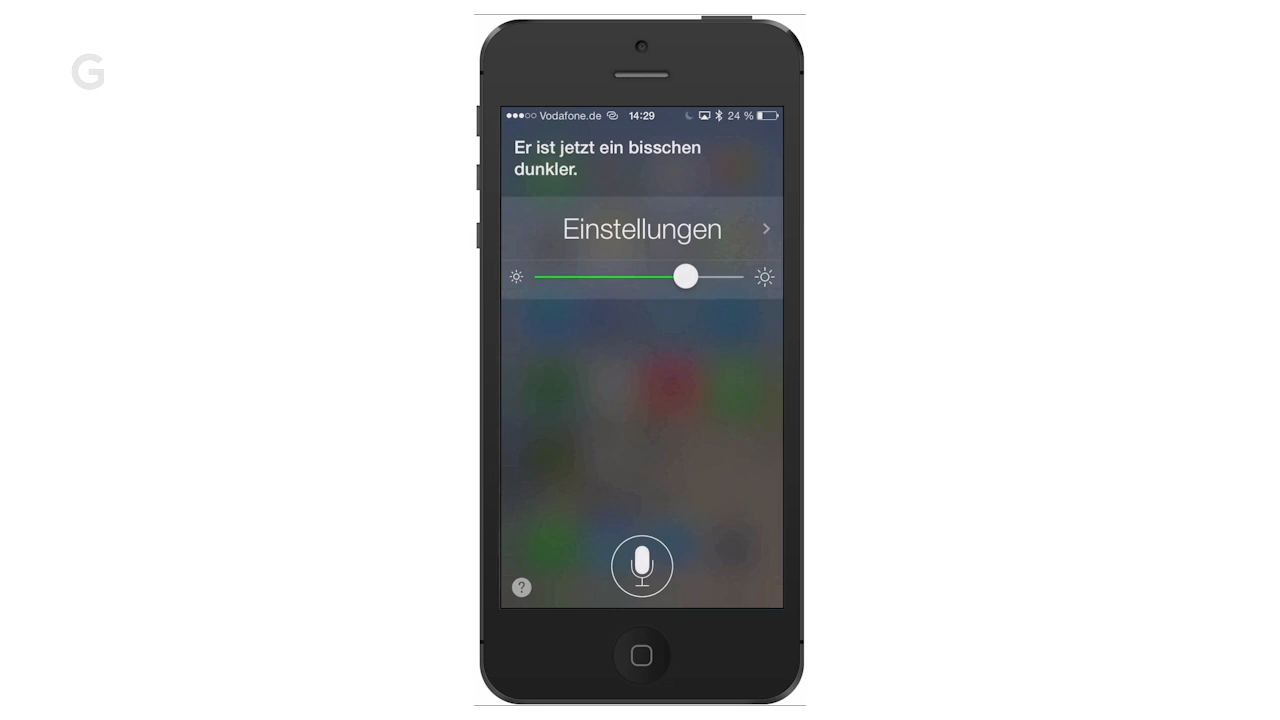 G
Vodafone.de 14:29 24 %
Er ist jetzt ein bisschen
dunkler.
Einstellungen
?